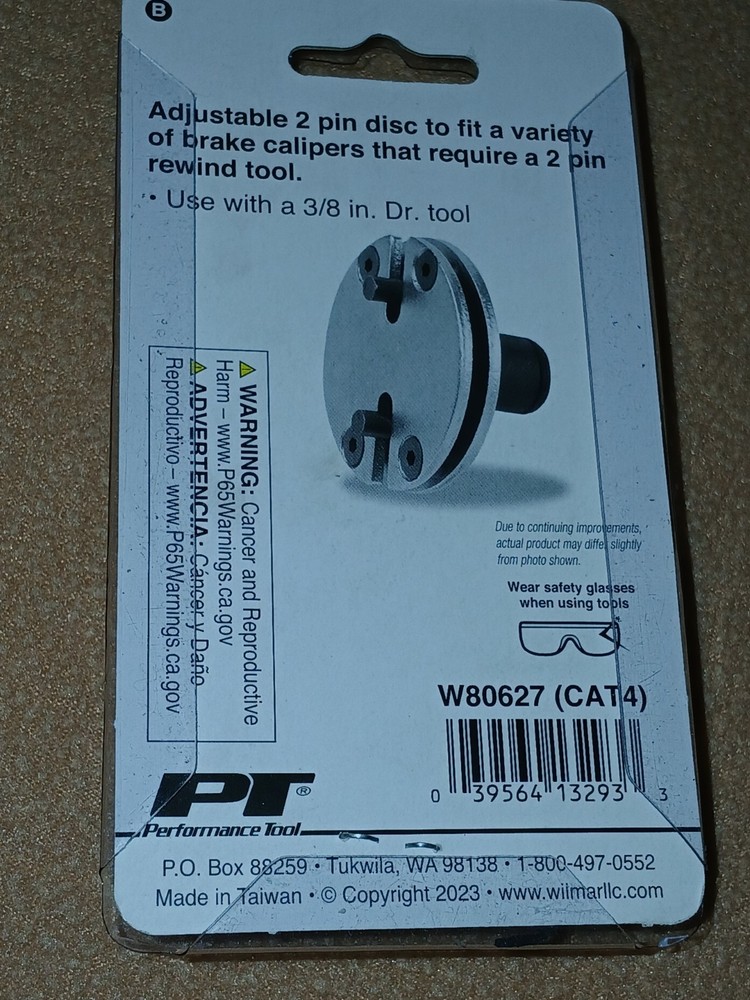 B
Adjustable 2 pin disc to fit a variety
of brake calipers that require a 2 pin
rewind tool.
• Use with a 3/8 in. Dr. tool
WARNING: Cancer and Reproductive
Harm – www.P65Warnings.ca.gov
ADVERTENCIA: Cáncer y Daño
Reproductivo – www.P65Warnings.ca.gov
Due to continuing improvements,
actual product may differ slightly
from photo shown.
Wear safety glasses
when using tools
W80627 (CAT4)
0 39564 13293 3
PT®
Performance Tool
P.O. Box 88259 • Tukwila, WA 98138 • 1-800-497-0552
Made in Taiwan • © Copyright 2023 • www.wilmarllc.com